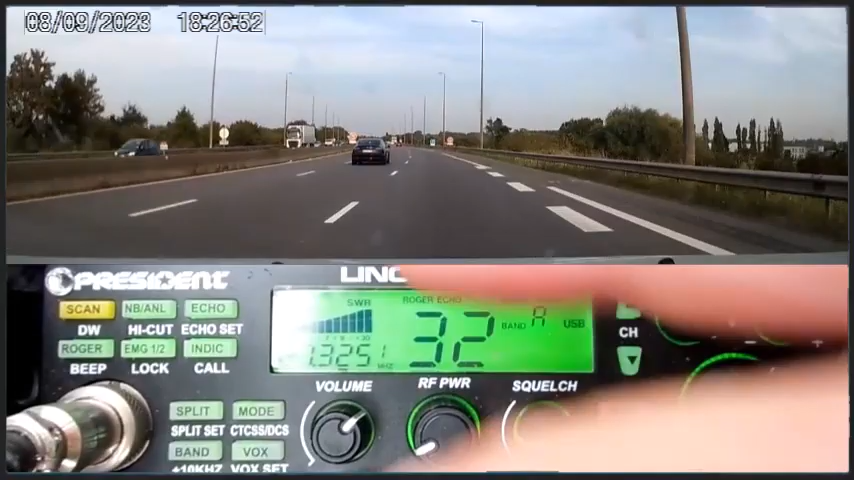 08/09/2023 18:26:52
PRESIDENT LINC
SCAN NB/ANL ECHO
DW HI-CUT ECHO SET
ROGER EMG 1/2 INDIC
BEEP LOCK CALL
SWR
ROGER ECHO
32 BAND A USB
MHZ
CH
VOLUME RF PWR SQUELCH
SPLIT MODE
SPLIT SET CTCSS/DCS
BAND VOX
+10KHZ VOX SET